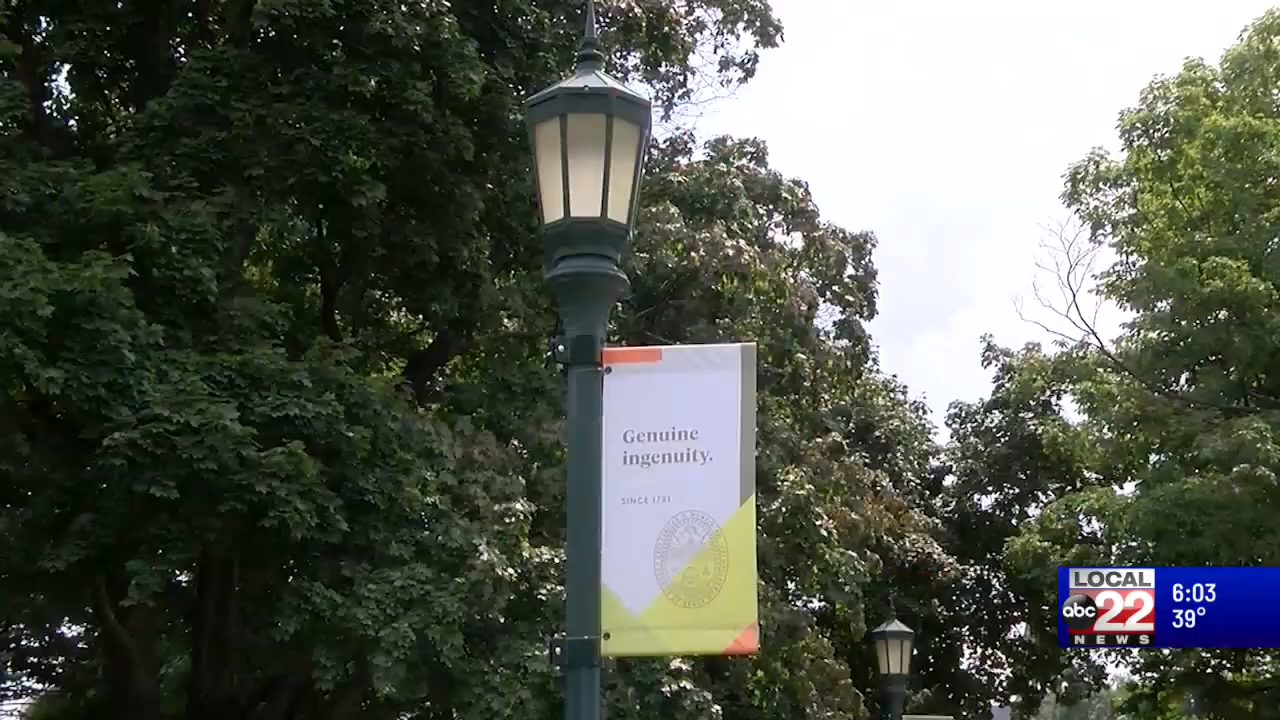 Genuine
ingenuity.
SINCE 1791
LOCAL
abc 22
NEWS
6:03
39°